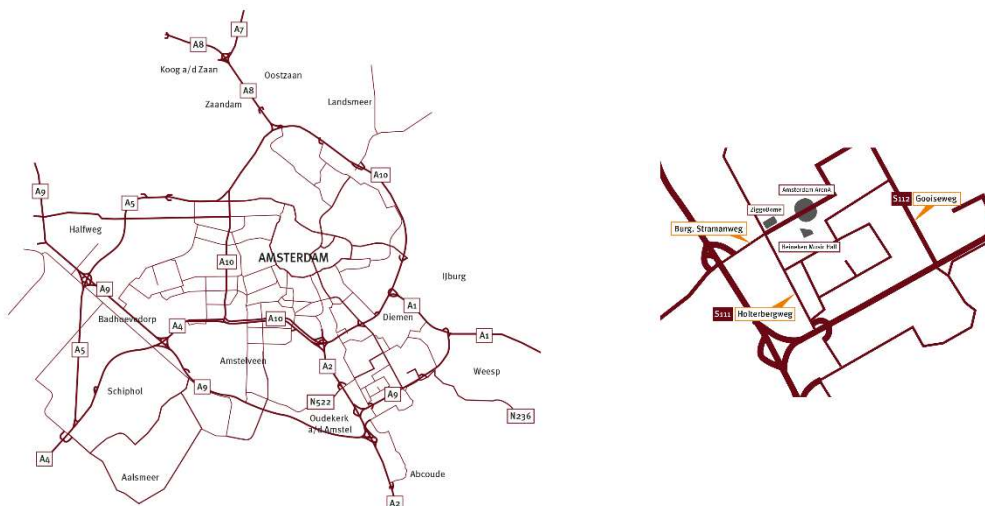 A7
A8
Koog a/d Zaan
Oostzaan
A8
Zaandam
Landsmeer
A10
A9
A5
Halfweg
AMSTERDAM
A10
IJburg
A9
A1
Badhoevedorp
A4
A10
Diemen
A1
A5
Amstelveen
A2
Weesp
Schiphol
A9
A9
N522
N236
Oudekerk
a/d Amstel
A4
Aalsmeer
Abcoude
A2
Amsterdam ArenA
S112 Gooiseweg
ZiggoDome
Burg. Stramanweg
Heineken Music Hall
S111 Holterbergweg